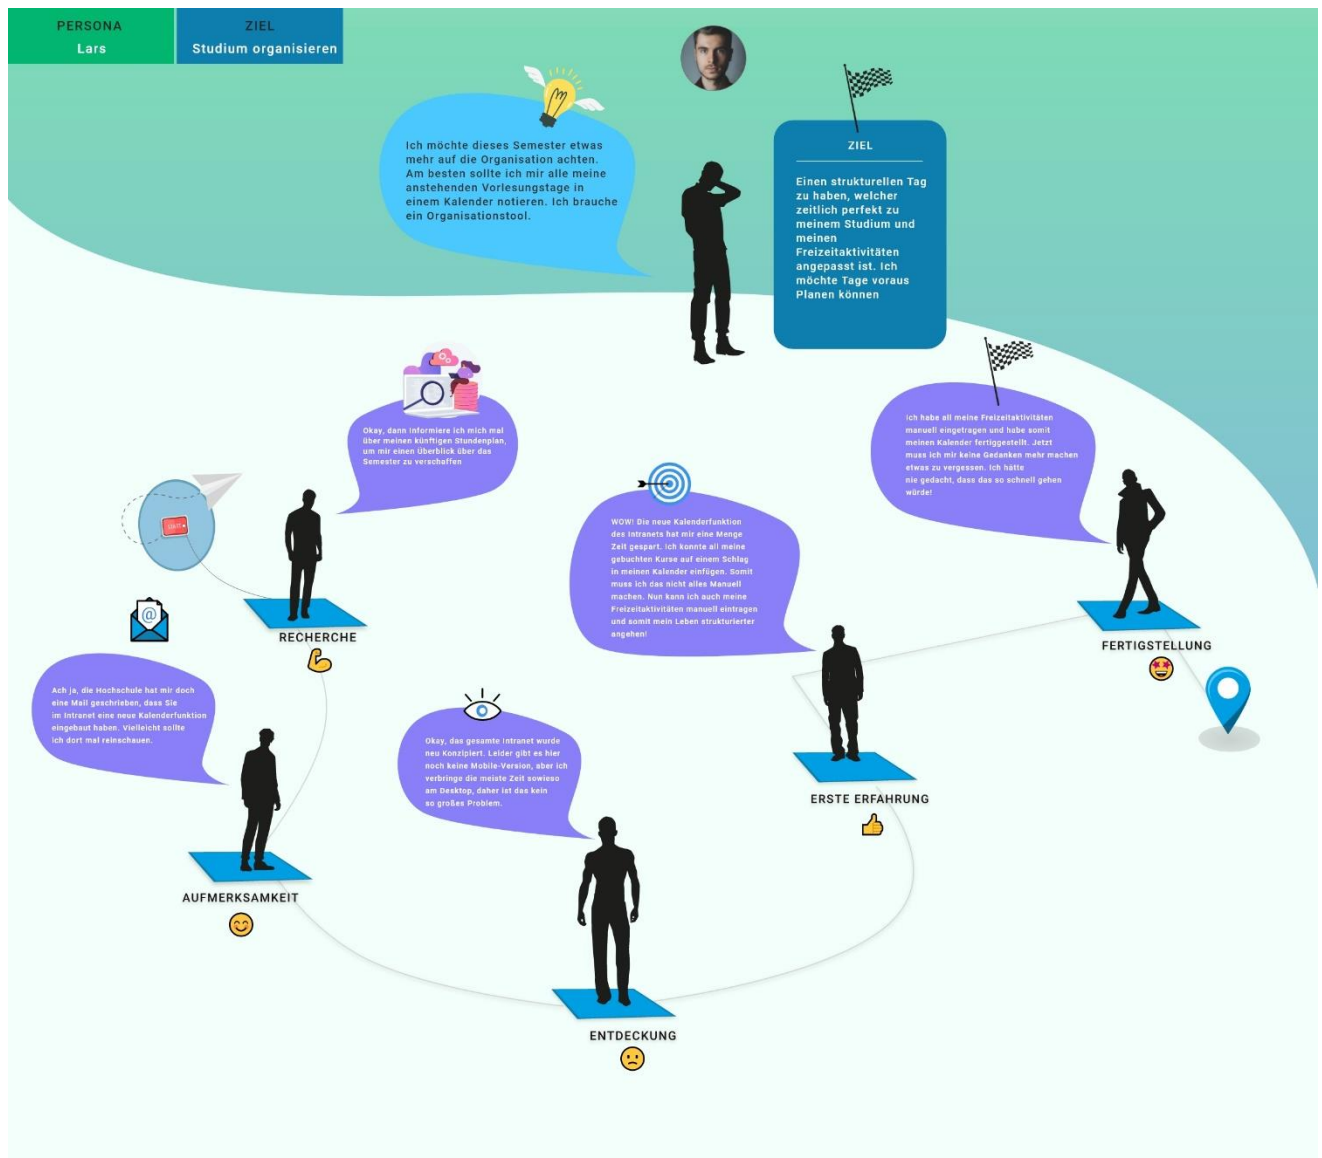 PERSONA
Lars
ZIEL
Studium organisieren
Ich möchte dieses Semester etwas
mehr auf die Organisation achten.
Am besten sollte ich mir alle meine
anstehenden Vorlesungstage in
einem Kalender notieren. Ich brauche
ein Organisationstool.
ZIEL
Einen strukturellen Tag
zu haben, welcher
zeitlich perfekt zu
meinem Studium und
meinen
Freizeitaktivitäten
angepasst ist. Ich
möchte Tage voraus
Planen können
Okay, dann informiere ich mich mal
über meinen künftigen Stundenplan,
um mir einen Überblick über das
Semester zu verschaffen
START
RECHERCHE
@
Ach ja, die Hochschule hat mir doch
eine Mail geschrieben, dass Sie
im Intranet eine neue Kalenderfunktion
eingebaut haben. Vielleicht sollte
ich dort mal reinschauen.
AUFMERKSAMKEIT
Okay, das gesamte Intranet wurde
neu Konzipiert. Leider gibt es hier
noch keine Mobile-Version, aber ich
verbringe die meiste Zeit sowieso
am Desktop, daher ist das kein
so großes Problem.
ENTDECKUNG
WOW! Die neue Kalenderfunktion
des Intranets hat mir eine Menge
Zeit gespart. Ich konnte all meine
gebuchten Kurse auf einem Schlag
in meinen Kalender einfügen. Somit
muss ich das nicht alles Manuell
machen. Nun kann ich auch meine
Freizeitaktivitäten manuell eintragen
und somit mein Leben strukturierter
angehen!
ERSTE ERFAHRUNG
Ich habe all meine Freizeitaktivitäten
manuell eingetragen und habe somit
meinen Kalender fertiggestellt. Jetzt
muss ich mir keine Gedanken mehr machen
etwas zu vergessen. Ich hätte
nie gedacht, dass das so schnell gehen
würde!
FERTIGSTELLUNG